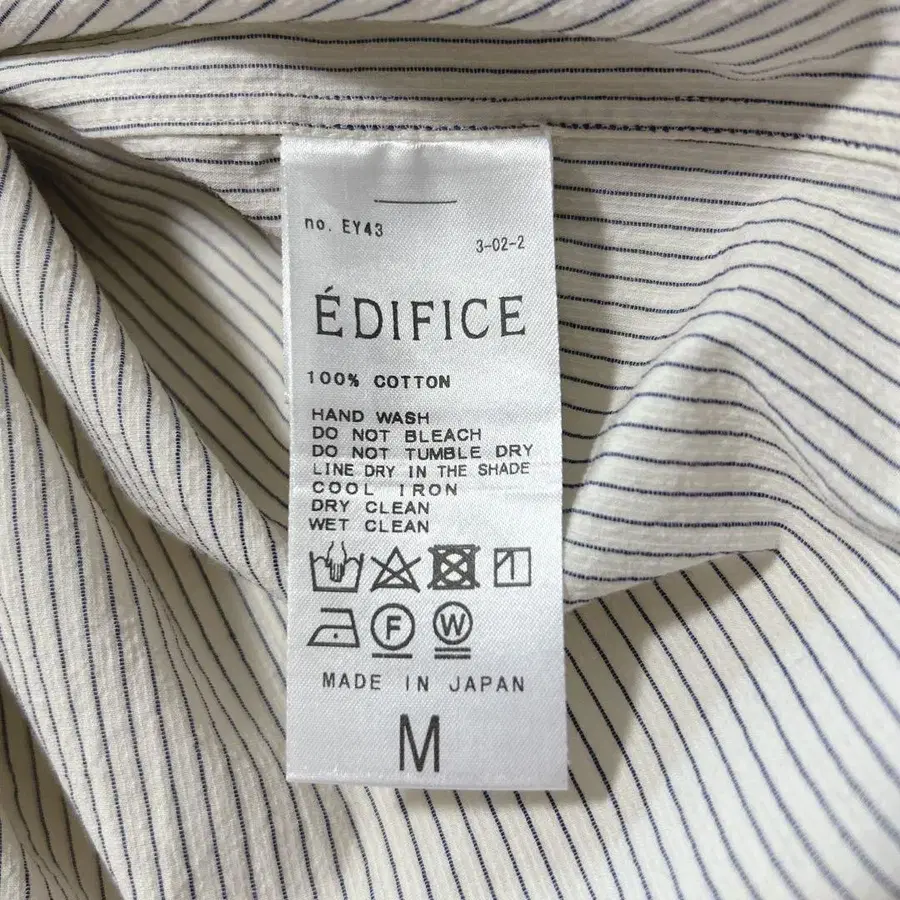 no. EY43
3-02-2
ÉDIFICE
100% COTTON
HAND WASH
DO NOT BLEACH
DO NOT TUMBLE DRY
LINE DRY IN THE SHADE
COOL IRON
DRY CLEAN
WET CLEAN
F W
MADE IN JAPAN
M